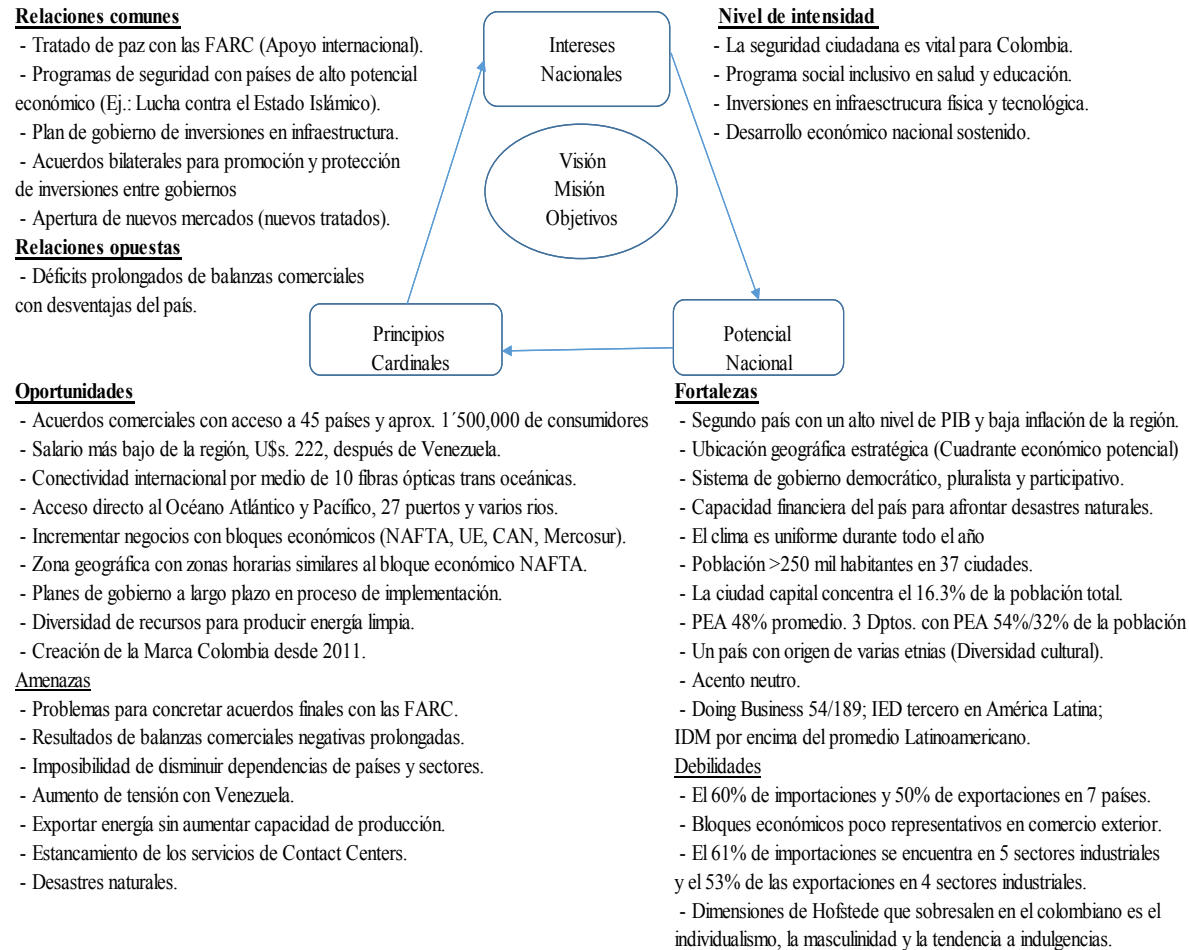 Relaciones comunes
- Tratado de paz con las FARC (Apoyo internacional).
- Programas de seguridad con países de alto potencial
económico (Ej.: Lucha contra el Estado Islámico).
- Plan de gobierno de inversiones en infraestructura.
- Acuerdos bilaterales para promoción y protección
de inversiones entre gobiernos
- Apertura de nuevos mercados (nuevos tratados).
Relaciones opuestas
- Déficits prolongados de balanzas comerciales
con desventajas del país.
Intereses
Nacionales
Visión
Misión
Objetivos
Nivel de intensidad
- La seguridad ciudadana es vital para Colombia.
- Programa social inclusivo en salud y educación.
- Inversiones en infraesctrucura física y tecnológica.
- Desarrollo económico nacional sostenido.
Principios
Cardinales
Potencial
Nacional
Oportunidades
- Acuerdos comerciales con acceso a 45 países y aprox. 1´500,000 de consumidores
- Salario más bajo de la región, U$s. 222, después de Venezuela.
- Conectividad internacional por medio de 10 fibras ópticas trans oceánicas.
- Acceso directo al Océano Atlántico y Pacífico, 27 puertos y varios rios.
- Incrementar negocios con bloques económicos (NAFTA, UE, CAN, Mercosur).
- Zona geográfica con zonas horarias similares al bloque económico NAFTA.
- Planes de gobierno a largo plazo en proceso de implementación.
- Diversidad de recursos para producir energía limpia.
- Creación de la Marca Colombia desde 2011.
Amenazas
- Problemas para concretar acuerdos finales con las FARC.
- Resultados de balanzas comerciales negativas prolongadas.
- Imposibilidad de disminuir dependencias de países y sectores.
- Aumento de tensión con Venezuela.
- Exportar energía sin aumentar capacidad de producción.
- Estancamiento de los servicios de Contact Centers.
- Desastres naturales.
Fortalezas
- Segundo país con un alto nivel de PIB y baja inflación de la región.
- Ubicación geográfica estratégica (Cuadrante económico potencial)
- Sistema de gobierno democrático, pluralista y participativo.
- Capacidad financiera del país para afrontar desastres naturales.
- El clima es uniforme durante todo el año
- Población >250 mil habitantes en 37 ciudades.
- La ciudad capital concentra el 16.3% de la población total.
- PEA 48% promedio. 3 Dptos. con PEA 54%/32% de la población
- Un país con origen de varias etnias (Diversidad cultural).
- Acento neutro.
- Doing Business 54/189; IED tercero en América Latina;
IDM por encima del promedio Latinoamericano.
Debilidades
- El 60% de importaciones y 50% de exportaciones en 7 países.
- Bloques económicos poco representativos en comercio exterior.
- El 61% de importaciones se encuentra en 5 sectores industriales
y el 53% de las exportaciones en 4 sectores industriales.
- Dimensiones de Hofstede que sobresalen en el colombiano es el
individualismo, la masculinidad y la tendencia a indulgencias.